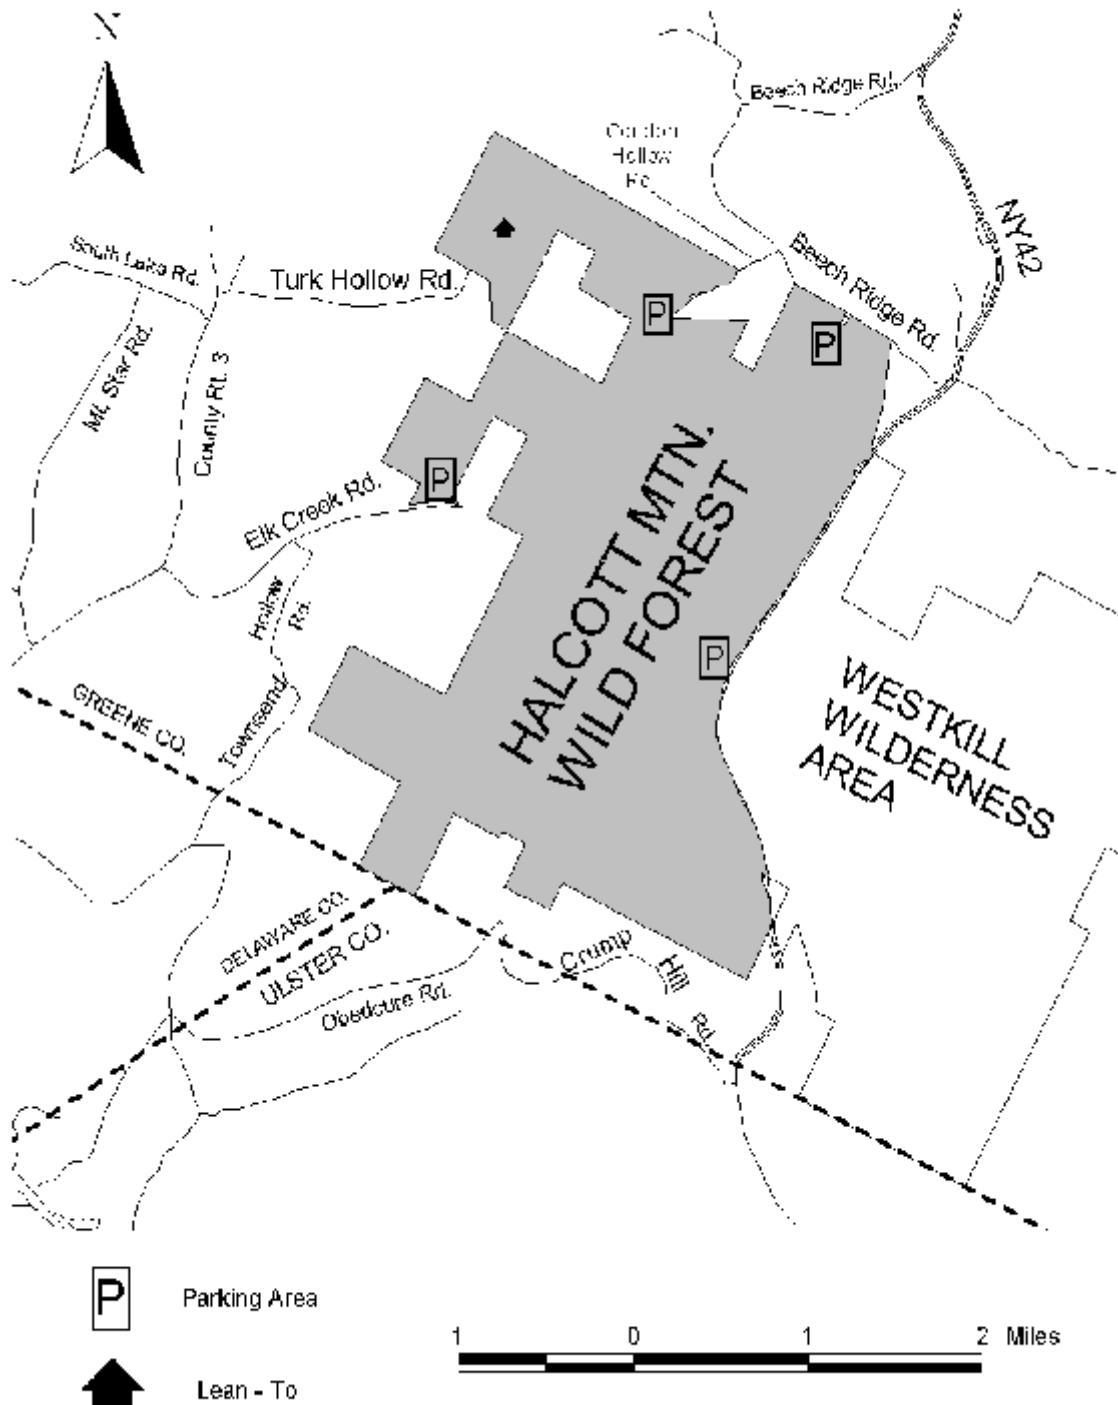 N
Beech Ridge Rd.
Hollow
Rd.
NY42
South Lake Rd.
Turk Hollow Rd.
Beech Ridge Rd.
P
P
Mt. Star Rd.
County Rt. 3
P
Elk Creek Rd.
HALCOTT MTN.
WILD FOREST
Townsend
Hollow
Rd.
P
WESTKILL
WILDERNESS
AREA
GREENE CO.
DELAWARE CO.
ULSTER CO.
Crump
Hill
Rd.
Obedcure Rd.
P Parking Area
1 0 1 2 Miles
Lean - To